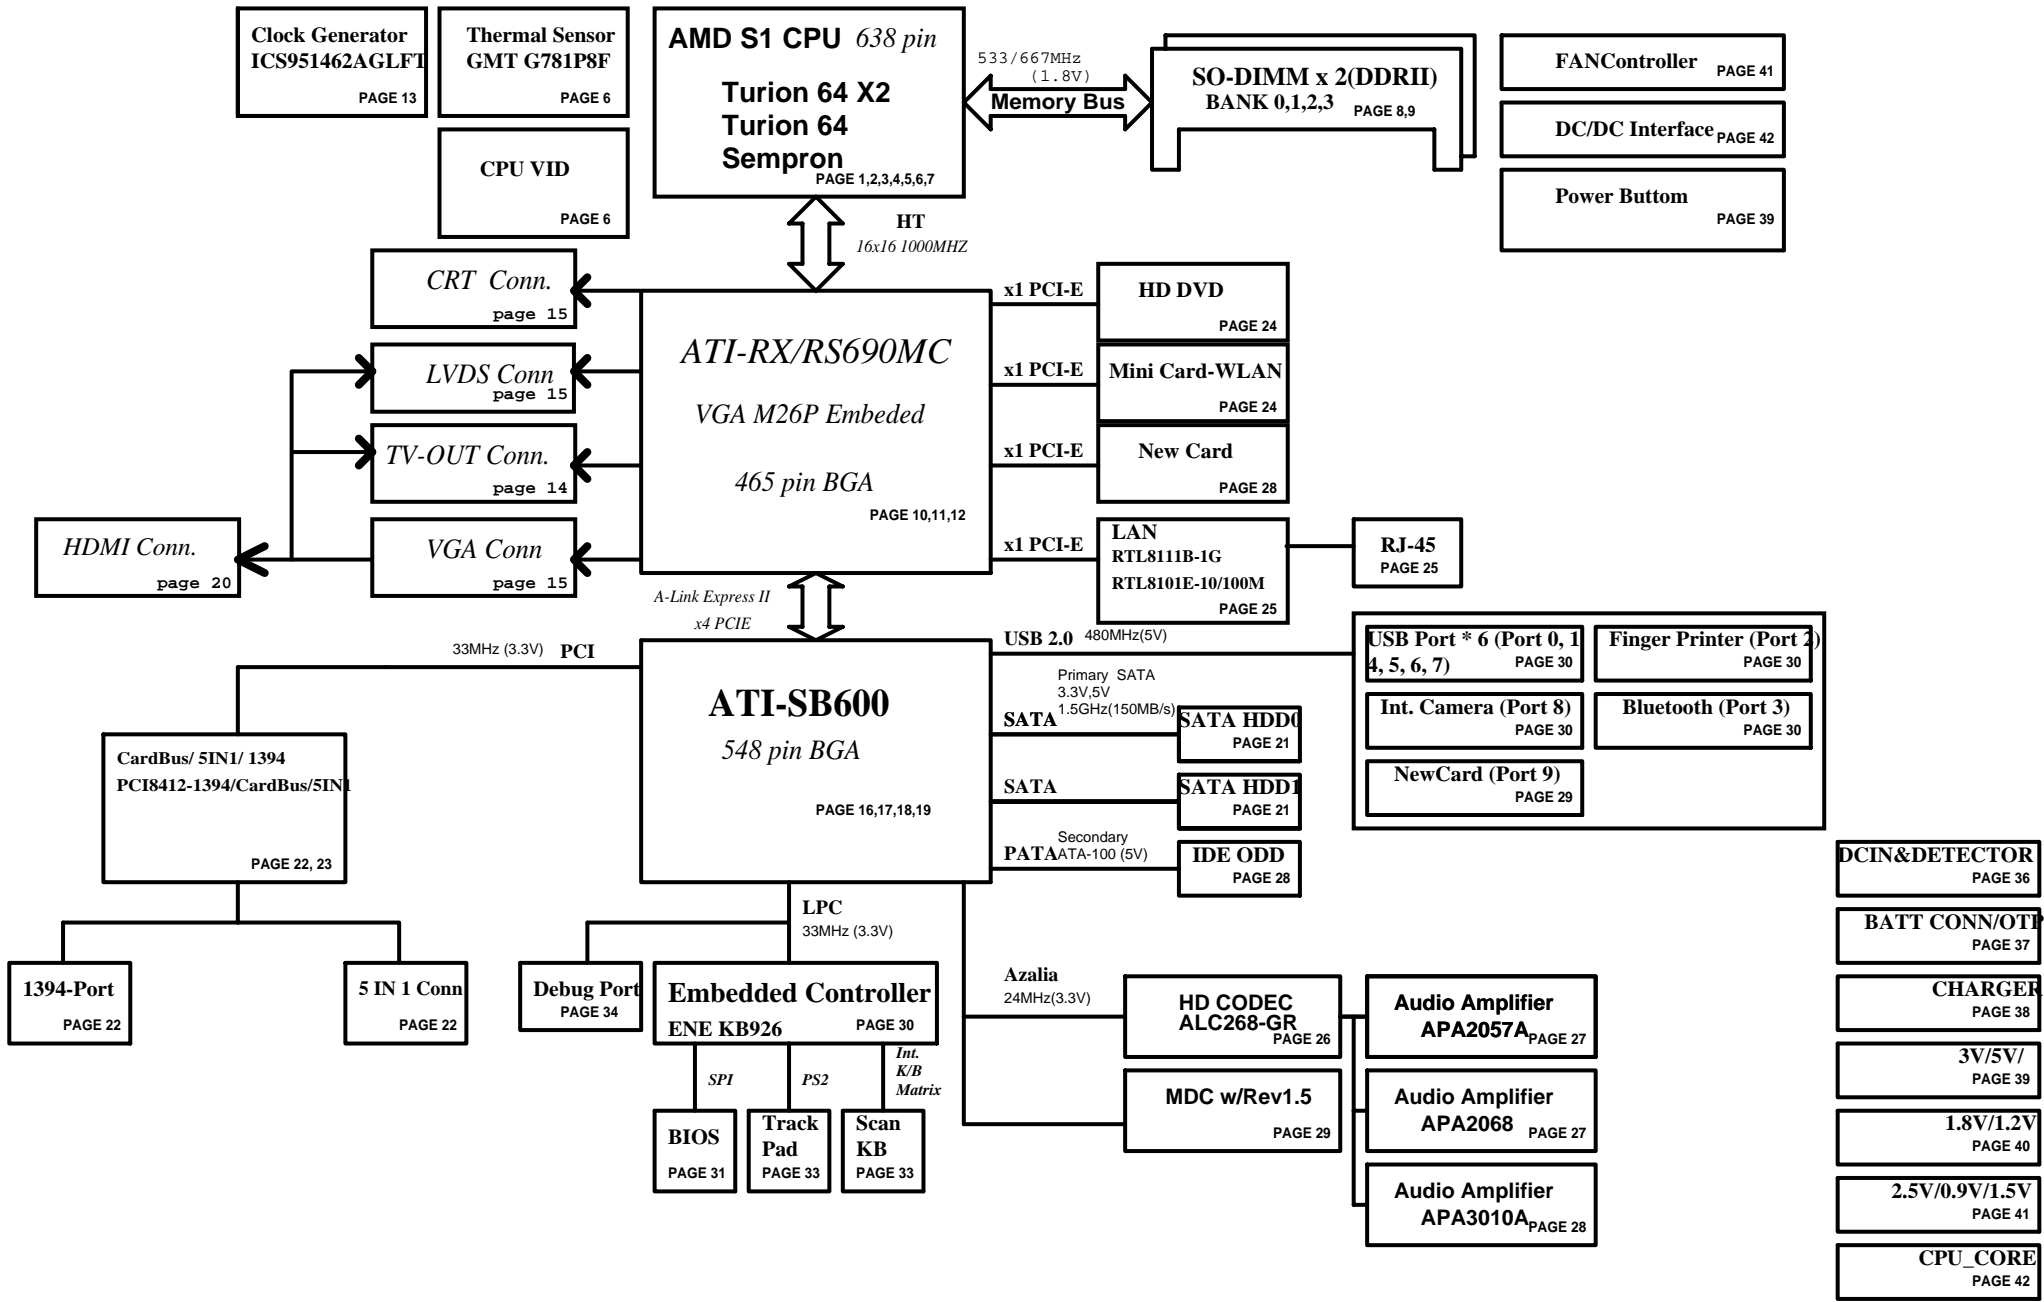 Clock Generator
ICS951462AGLFT
PAGE 13
Thermal Sensor
GMT G781P8F
PAGE 6
CPU VID
PAGE 6
AMD S1 CPU 638 pin
Turion 64 X2
Turion 64
Sempron
PAGE 1,2,3,4,5,6,7
533/667MHz
(1.8V)
Memory Bus
SO-DIMM x 2(DDRII)
BANK 0,1,2,3 PAGE 8,9
FANController PAGE 41
DC/DC Interface PAGE 42
Power Buttom
PAGE 39
HT
16x16 1000MHZ
CRT Conn.
page 15
LVDS Conn
page 15
TV-OUT Conn.
page 14
VGA Conn
page 15
HDMI Conn.
page 20
ATI-RX/RS690MC
VGA M26P Embeded
465 pin BGA
PAGE 10,11,12
x1 PCI-E
HD DVD
PAGE 24
x1 PCI-E
Mini Card-WLAN
PAGE 24
x1 PCI-E
New Card
PAGE 28
x1 PCI-E
LAN
RTL8111B-1G
RTL8101E-10/100M
PAGE 25
RJ-45
PAGE 25
A-Link Express II
x4 PCIE
33MHz (3.3V) PCI
ATI-SB600
548 pin BGA
PAGE 16,17,18,19
USB 2.0 480MHz(5V)
USB Port * 6 (Port 0, 1
4, 5, 6, 7) PAGE 30
Finger Printer (Port 2)
PAGE 30
Int. Camera (Port 8)
PAGE 30
Bluetooth (Port 3)
PAGE 30
NewCard (Port 9)
PAGE 29
Primary SATA
3.3V,5V
1.5GHz(150MB/s)
SATA
SATA HDD0
PAGE 21
SATA
SATA HDD1
PAGE 21
Secondary
PATA ATA-100 (5V)
IDE ODD
PAGE 28
CardBus/ 5IN1/ 1394
PCI8412-1394/CardBus/5IN1
PAGE 22, 23
1394-Port
PAGE 22
5 IN 1 Conn
PAGE 22
LPC
33MHz (3.3V)
Debug Port
PAGE 34
Embedded Controller
ENE KB926 PAGE 30
SPI
PS2
Int.
K/B
Matrix
BIOS
PAGE 31
Track
Pad
PAGE 33
Scan
KB
PAGE 33
Azalia
24MHz(3.3V)
HD CODEC
ALC268-GR
PAGE 26
MDC w/Rev1.5
PAGE 29
Audio Amplifier
APA2057A PAGE 27
Audio Amplifier
APA2068 PAGE 27
Audio Amplifier
APA3010A PAGE 28
DCIN&DETECTOR
PAGE 36
BATT CONN/OTP
PAGE 37
CHARGER
PAGE 38
3V/5V/
PAGE 39
1.8V/1.2V
PAGE 40
2.5V/0.9V/1.5V
PAGE 41
CPU_CORE
PAGE 42